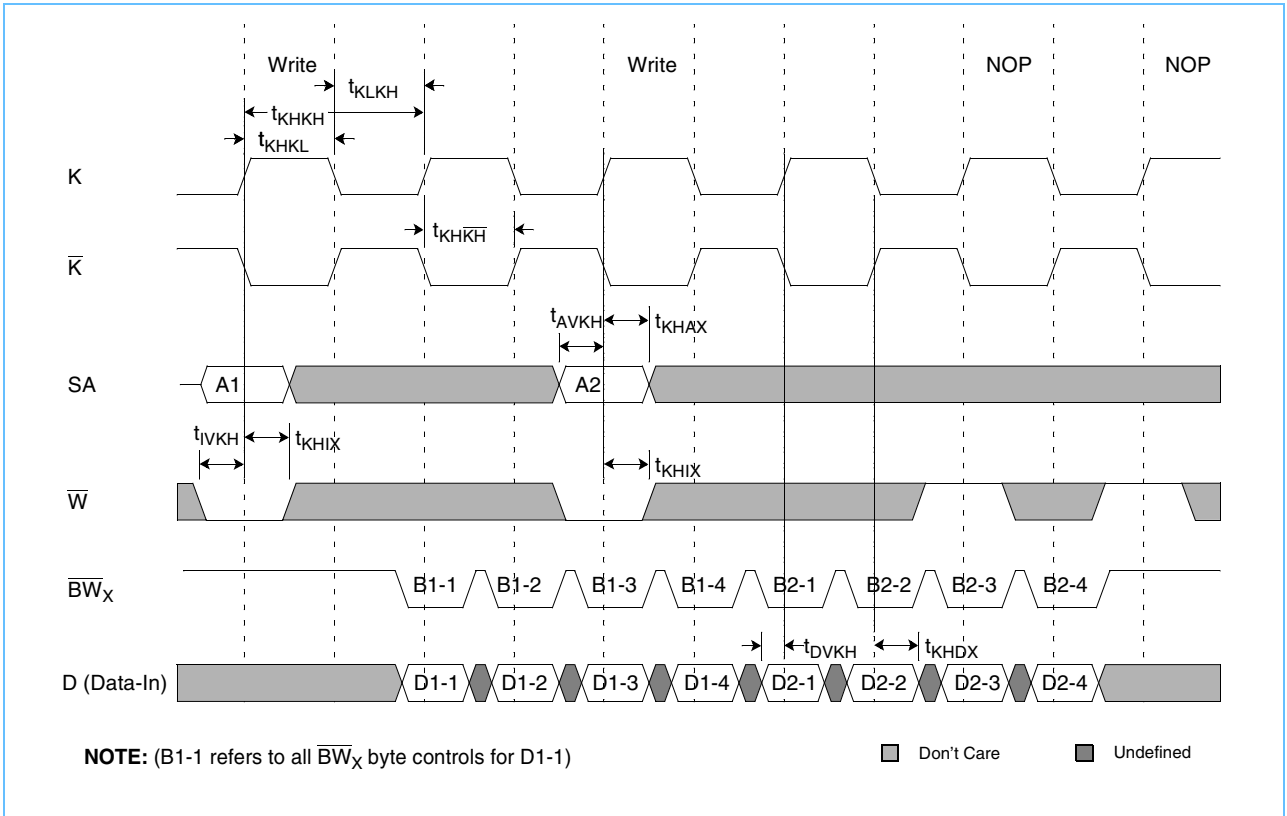 Write Write NOP NOP
tKLKH
tKHKH
tKHKL
K
tKHK̅H̅
K̅
tAVKH tKHAX
SA A1 A2
tIVKH tKHIX tKHIX
W̅
B̅W̅X B1-1 B1-2 B1-3 B1-4 B2-1 B2-2 B2-3 B2-4
tDVKH tKHDX
D (Data-In) D1-1 D1-2 D1-3 D1-4 D2-1 D2-2 D2-3 D2-4
NOTE: (B1-1 refers to all B̅W̅X byte controls for D1-1) Don't Care Undefined